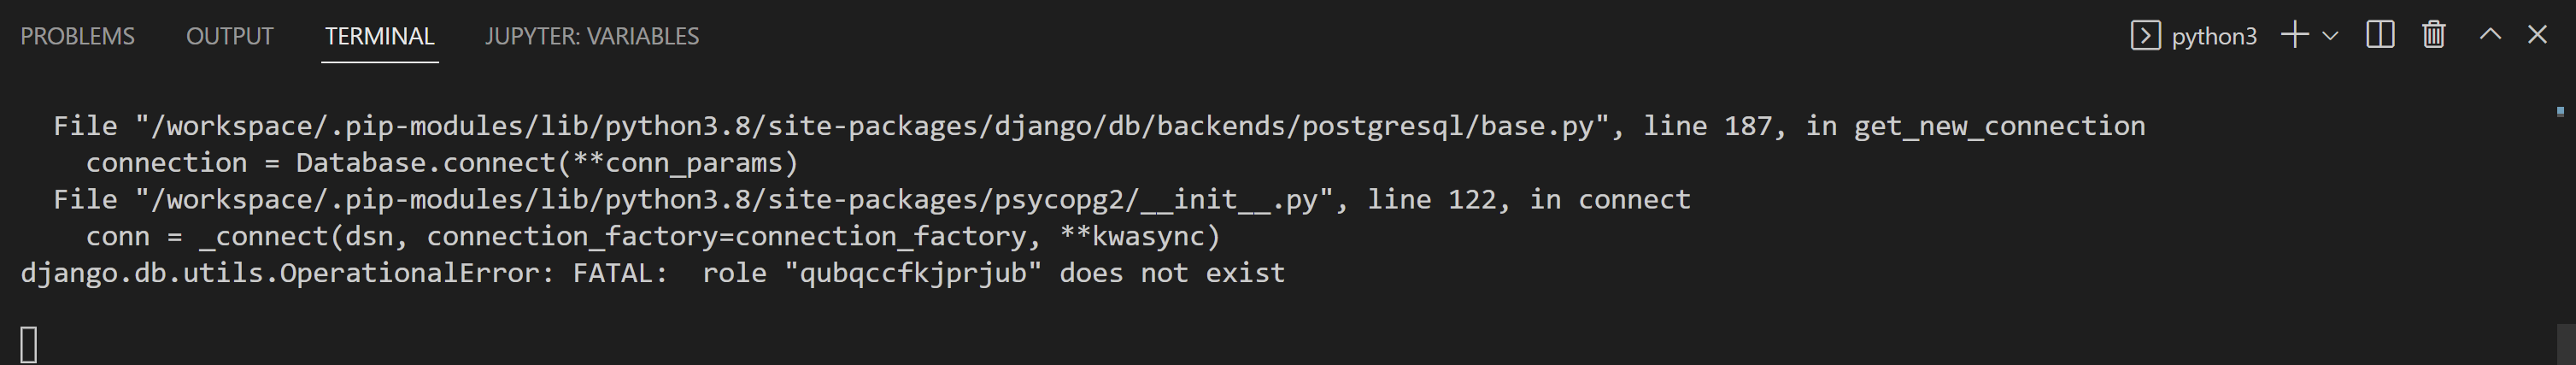 PROBLEMS OUTPUT TERMINAL JUPYTER: VARIABLES python3
File "/workspace/.pip-modules/lib/python3.8/site-packages/django/db/backends/postgresql/base.py", line 187, in get_new_connection
connection = Database.connect(**conn_params)
File "/workspace/.pip-modules/lib/python3.8/site-packages/psycopg2/__init__.py", line 122, in connect
conn = _connect(dsn, connection_factory=connection_factory, **kwasync)
django.db.utils.OperationalError: FATAL:  role "qubqccfkjprjub" does not exist